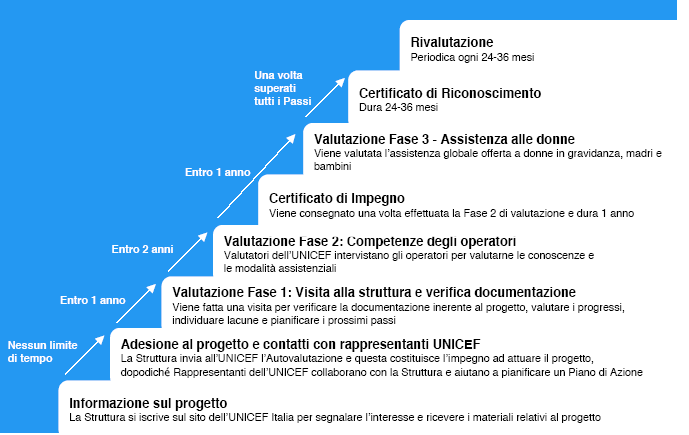 Rivalutazione
Periodica ogni 24-36 mesi
Una volta
superati
tutti i Passi
Certificato di Riconoscimento
Dura 24-36 mesi
Valutazione Fase 3 - Assistenza alle donne
Viene valutata l'assistenza globale offerta a donne in gravidanza, madri e
bambini
Entro 1 anno
Certificato di Impegno
Viene consegnato una volta effettuata la Fase 2 di valutazione e dura 1 anno
Entro 2 anni
Valutazione Fase 2: Competenze degli operatori
Valutatori dell'UNICEF intervistano gli operatori per valutarne le conoscenze e
le modalità assistenziali
Entro 1 anno
Valutazione Fase 1: Visita alla struttura e verifica documentazione
Viene fatta una visita per verificare la documentazione inerente al progetto, valutare i progressi,
individuare lacune e pianificare i prossimi passi
Nessun limite
di tempo
Adesione al progetto e contatti con rappresentanti UNICEF
La Struttura invia all'UNICEF l'Autovalutazione e questa costituisce l'impegno ad attuare il progetto,
dopodiché Rappresentanti dell'UNICEF collaborano con la Struttura e aiutano a pianificare un Piano di Azione
Informazione sul progetto
La Struttura si iscrive sul sito dell'UNICEF Italia per segnalare l'interesse e ricevere i materiali relativi al progetto